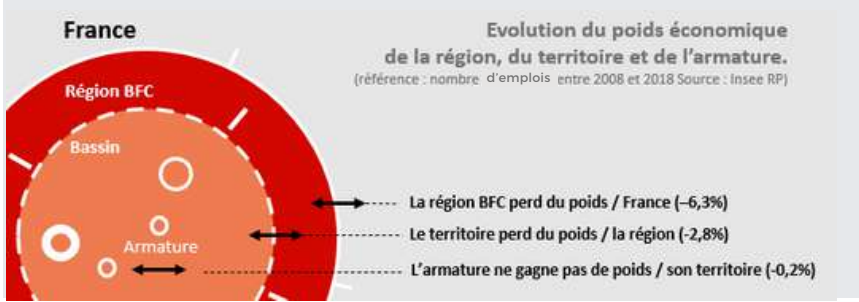 France
Evolution du poids économique
de la région, du territoire et de l'armature.
(référence : nombre d'emplois entre 2008 et 2018 Source : Insee RP)
Région BFC
Bassin
La région BFC perd du poids / France (–6,3%)
Le territoire perd du poids / la région (-2,8%)
Armature
L'armature ne gagne pas de poids / son territoire (-0,2%)